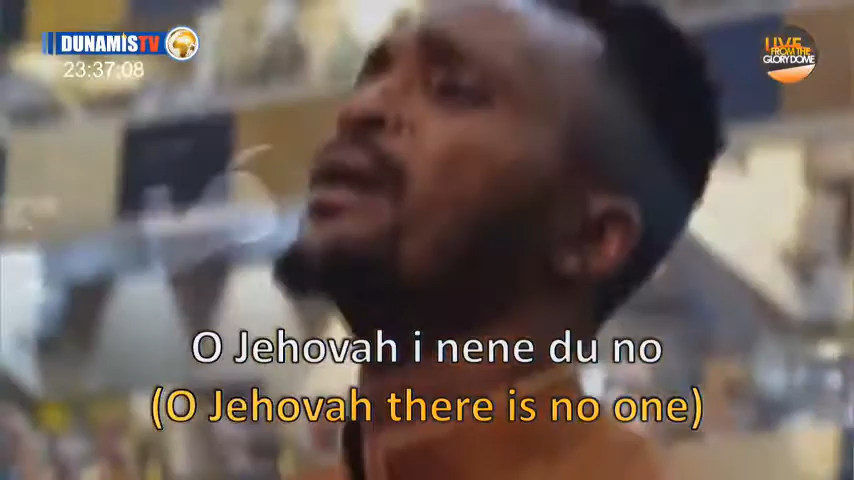 DUNAMISTV
23:37:08
LIVE
FROM THE
GLORY DOME
O Jehovah i nene du no
(O Jehovah there is no one)